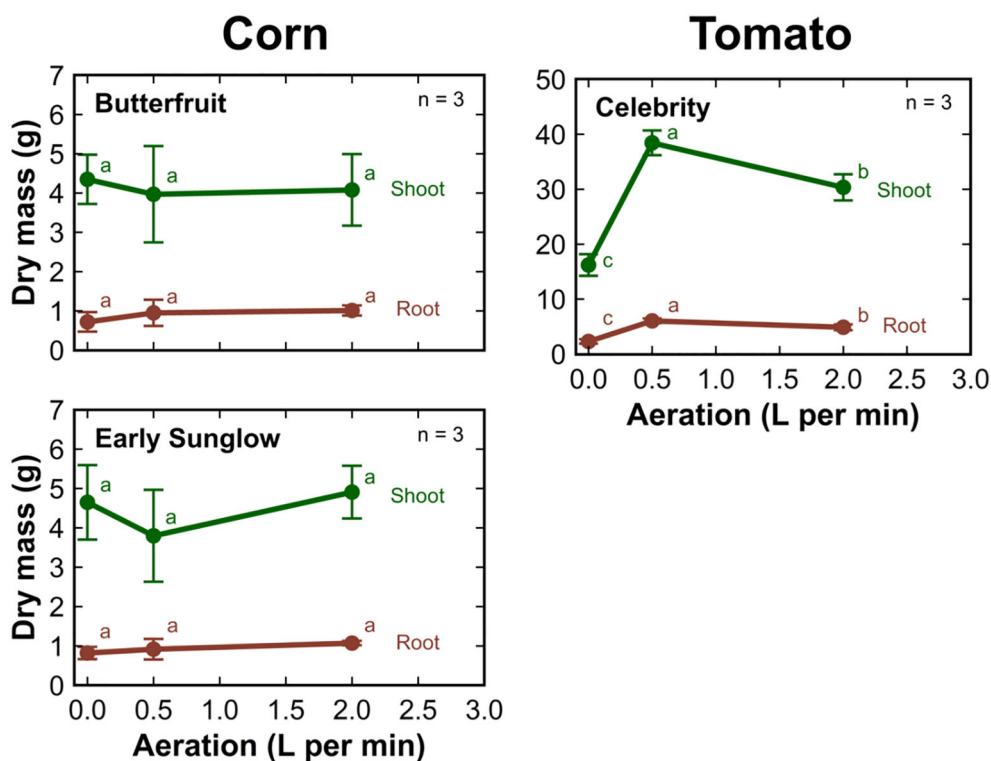 Corn
Tomato
7
6
5
4
3
2
1
0
Dry mass (g)
Butterfruit
n = 3
a
a
a
Shoot
a
a
a
Root
50
40
30
20
10
0
Celebrity
n = 3
a
b
c
Shoot
c
a
b
Root
0.0 0.5 1.0 1.5 2.0 2.5 3.0
Aeration (L per min)
7
6
5
4
3
2
1
0
Dry mass (g)
Early Sunglow
n = 3
a
a
a
Shoot
a
a
a
Root
0.0 0.5 1.0 1.5 2.0 2.5 3.0
Aeration (L per min)